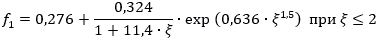 f₁ = 0,276 + 0,324 / (1 + 11,4 · ξ) · exp (0,636 · ξ^1,5) при ξ ≤ 2